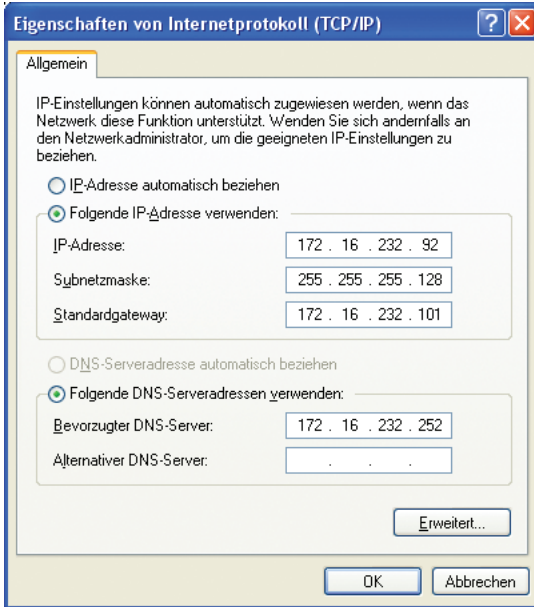 Eigenschaften von Internetprotokoll (TCP/IP)
Allgemein
IP-Einstellungen können automatisch zugewiesen werden, wenn das
Netzwerk diese Funktion unterstützt. Wenden Sie sich andernfalls an
den Netzwerkadministrator, um die geeigneten IP-Einstellungen zu
beziehen.
IP-Adresse automatisch beziehen
Folgende IP-Adresse verwenden:
IP-Adresse: 172 . 16 . 232 . 92
Subnetzmaske: 255 . 255 . 255 . 128
Standardgateway: 172 . 16 . 232 . 101
DNS-Serveradresse automatisch beziehen
Folgende DNS-Serveradressen verwenden:
Bevorzugter DNS-Server: 172 . 16 . 232 . 252
Alternativer DNS-Server: . . .
Erweitert...
OK Abbrechen